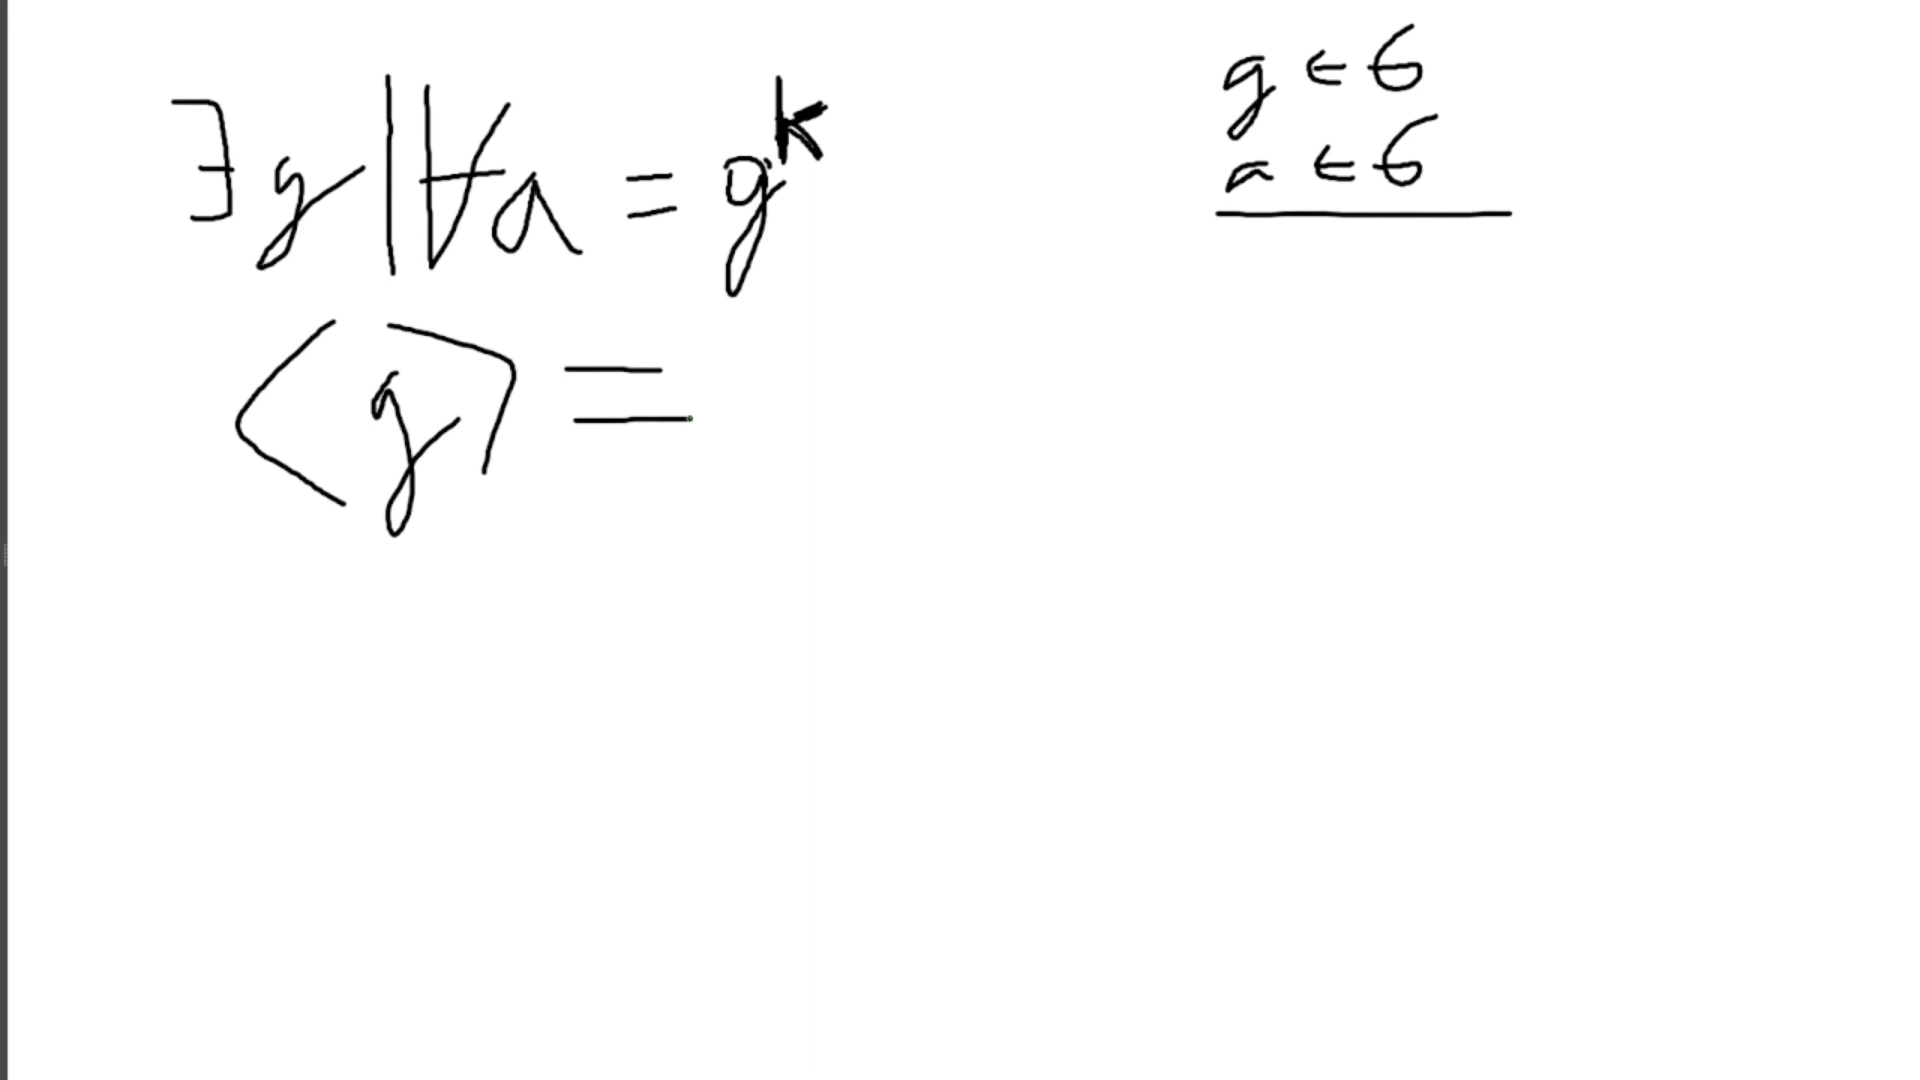 ∃ g | ∀ a = g^k
⟨g⟩ =
g ∈ G
a ∈ G